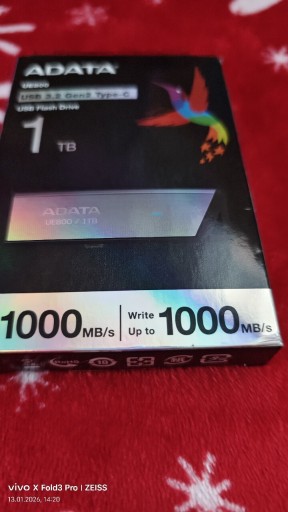 ADATA
UE800
USB 3.2 Gen2 Type-C
USB Flash Drive
1 TB
ADATA
UE800 // 1TB
1000MB/s
Write Up to 1000MB/s
vivo X Fold3 Pro | ZEISS
13.01.2026, 14:20